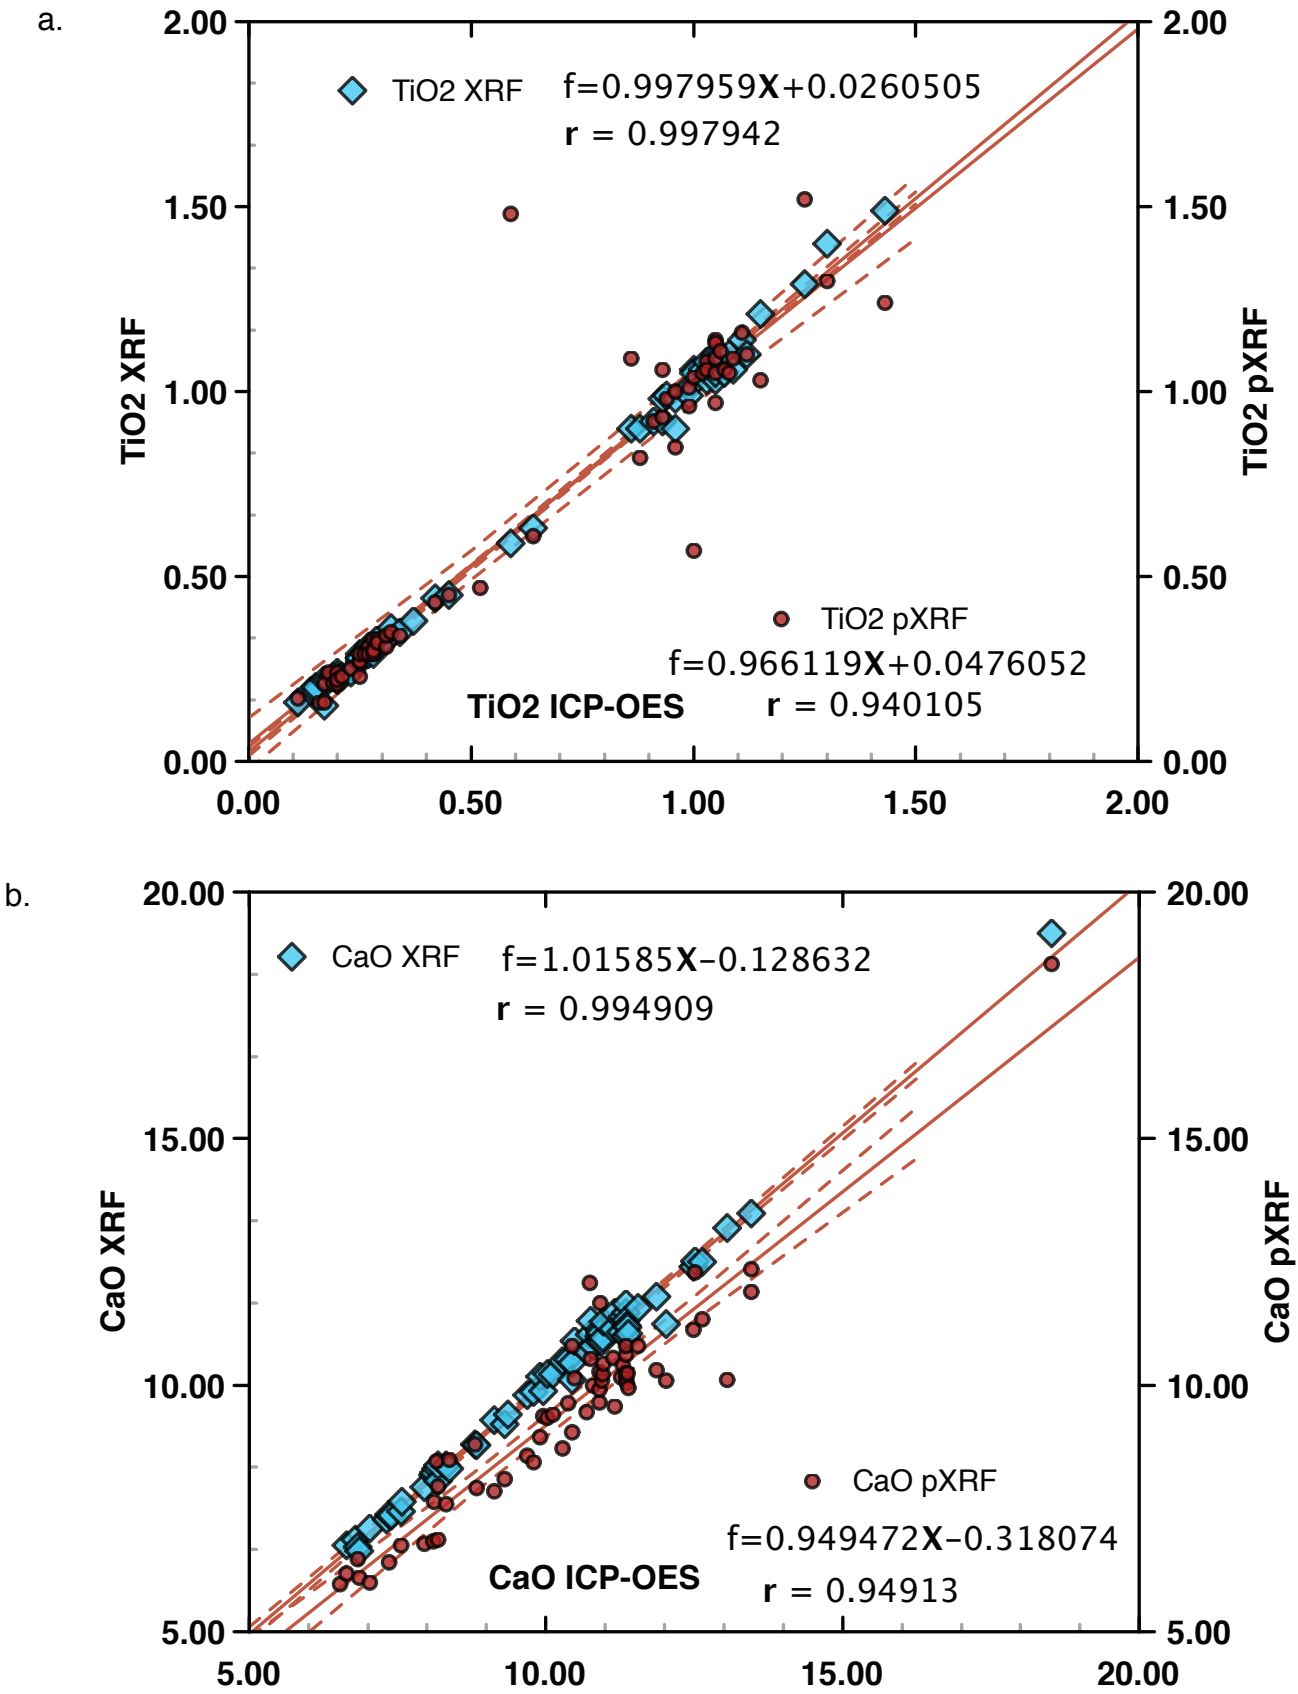 a.
2.00
2.00
TiO2 XRF
f=0.997959X+0.0260505
r = 0.997942
1.50
1.50
TiO2 XRF
TiO2 pXRF
1.00
1.00
0.50
0.50
TiO2 pXRF
f=0.966119X+0.0476052
TiO2 ICP-OES
r = 0.940105
0.00
0.00
0.00
0.50
1.00
1.50
2.00
b.
20.00
20.00
CaO XRF
f=1.01585X–0.128632
r = 0.994909
15.00
15.00
CaO XRF
CaO pXRF
10.00
10.00
CaO pXRF
f=0.949472X–0.318074
CaO ICP-OES
r = 0.94913
5.00
5.00
5.00
10.00
15.00
20.00